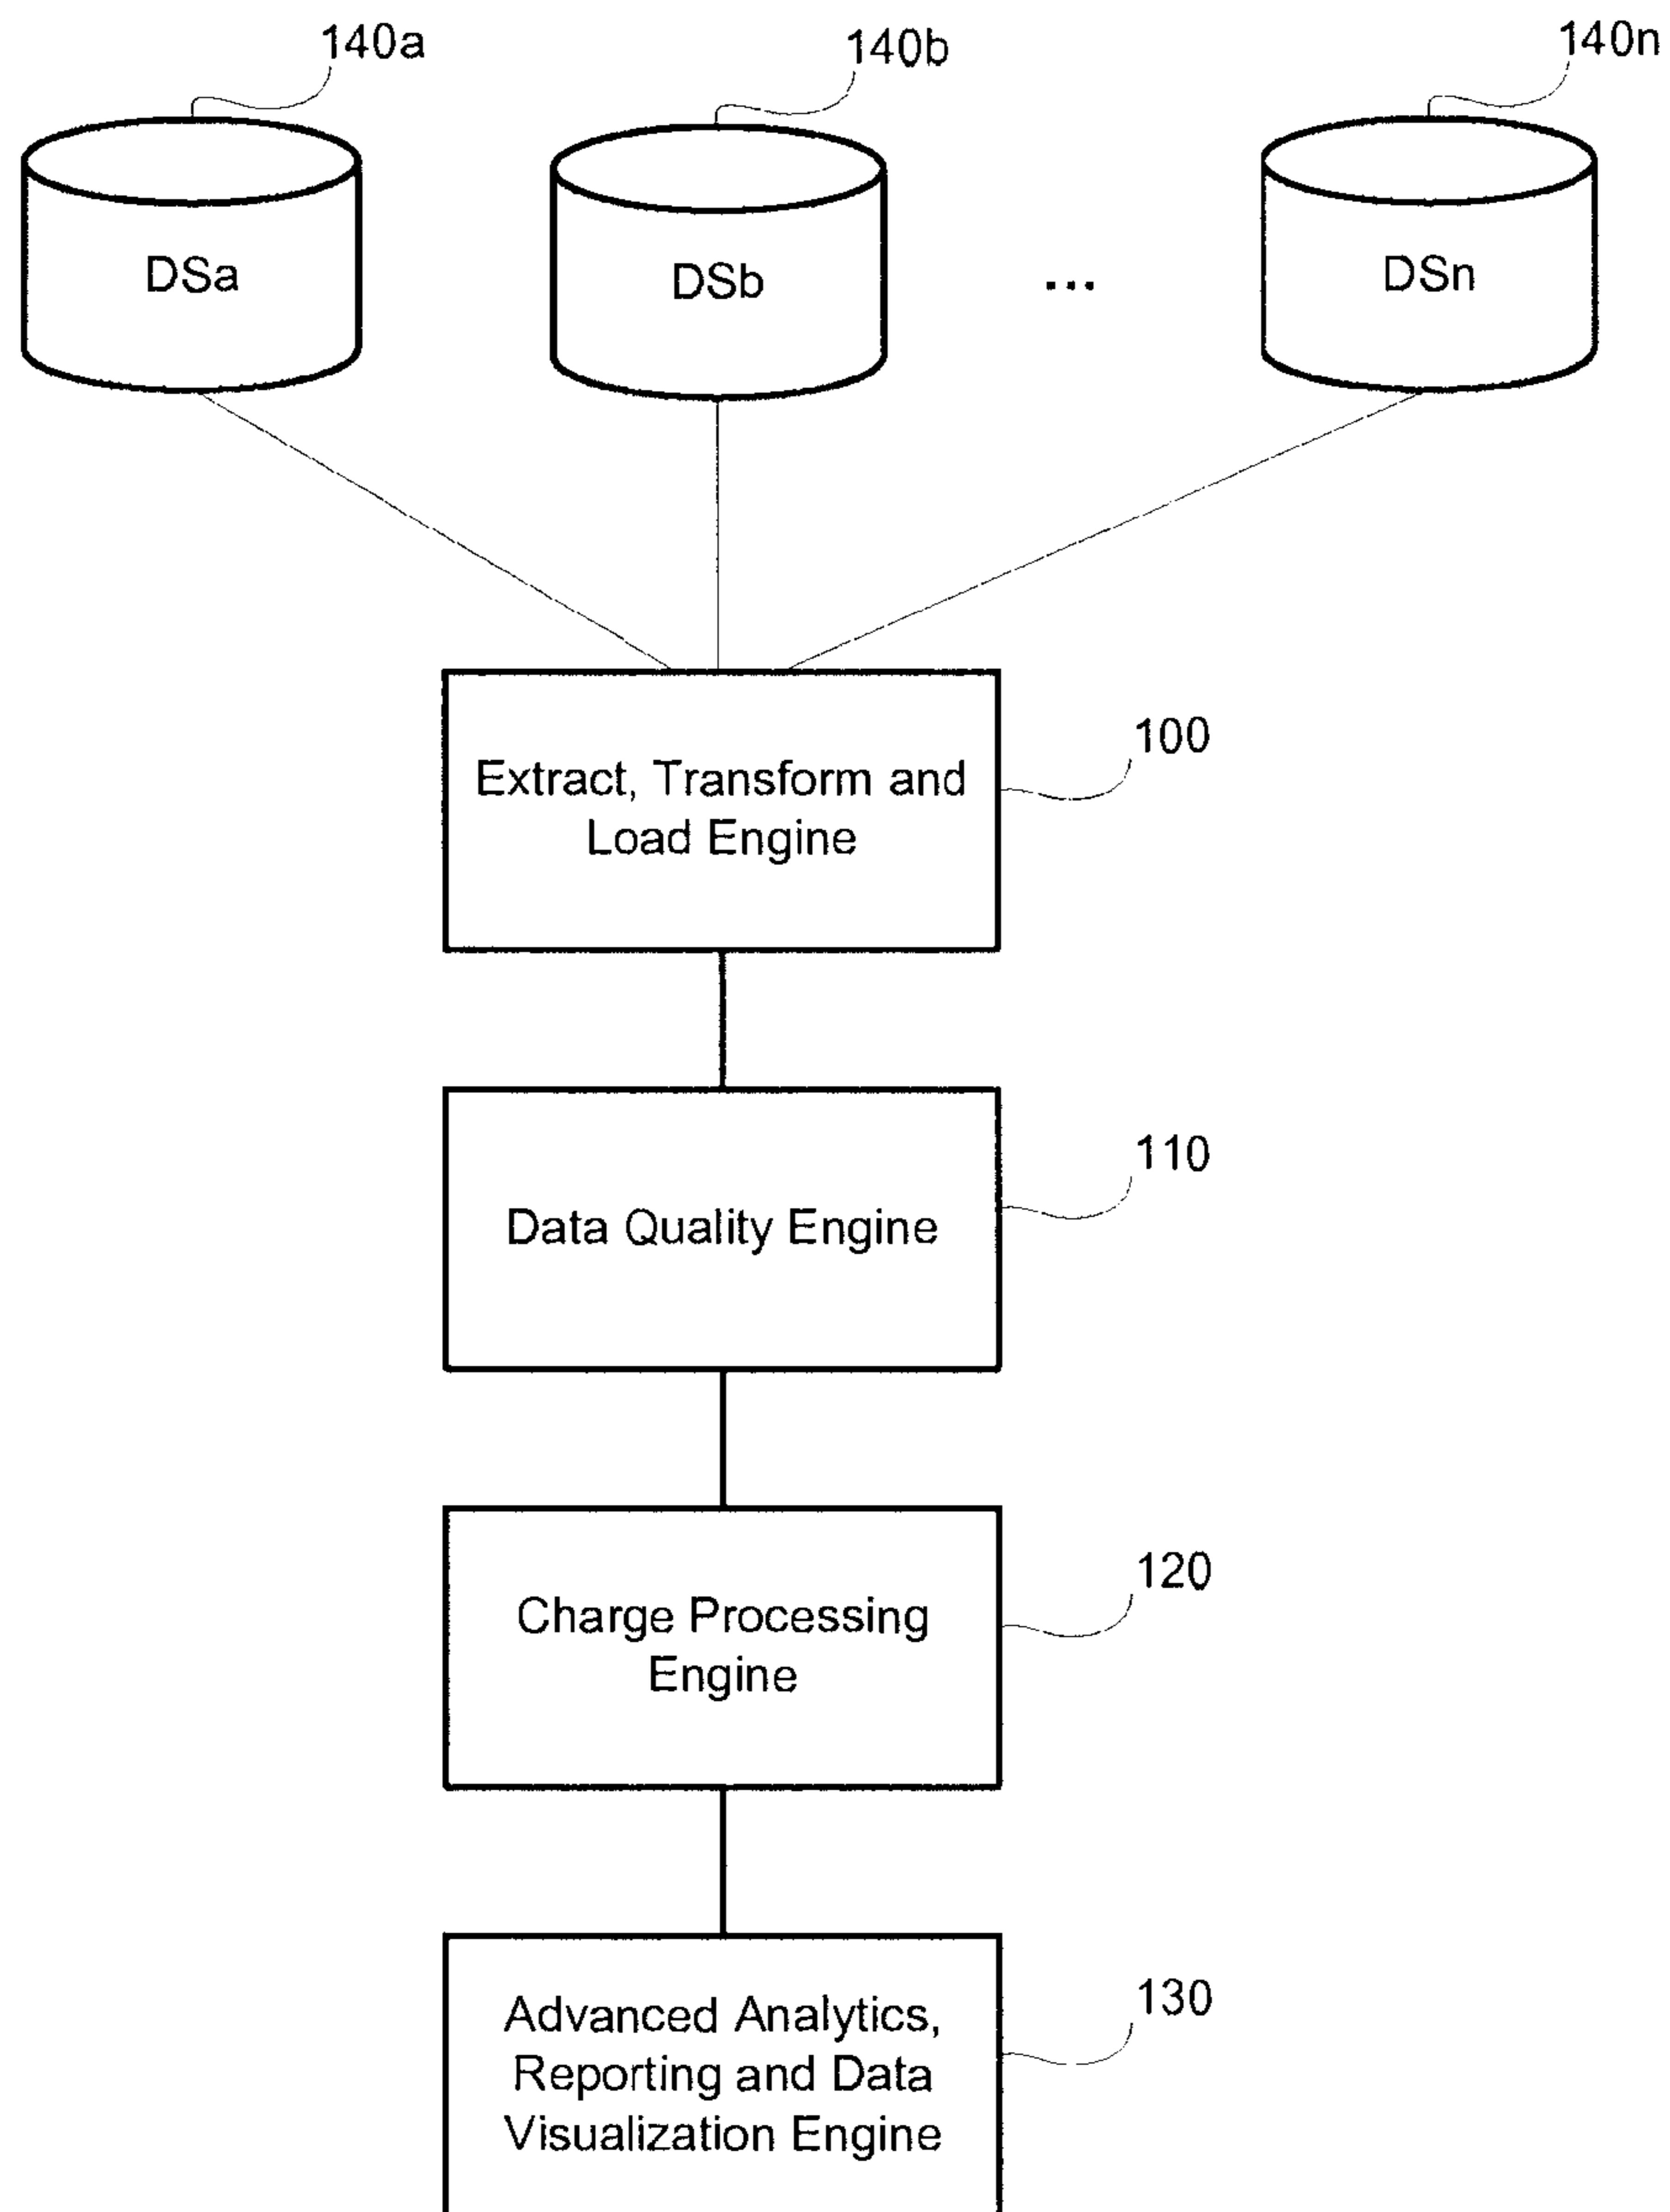 140a
140b
140n
DSa
DSb
...
DSn
100
Extract, Transform and
Load Engine
110
Data Quality Engine
120
Charge Processing
Engine
130
Advanced Analytics,
Reporting and Data
Visualization Engine